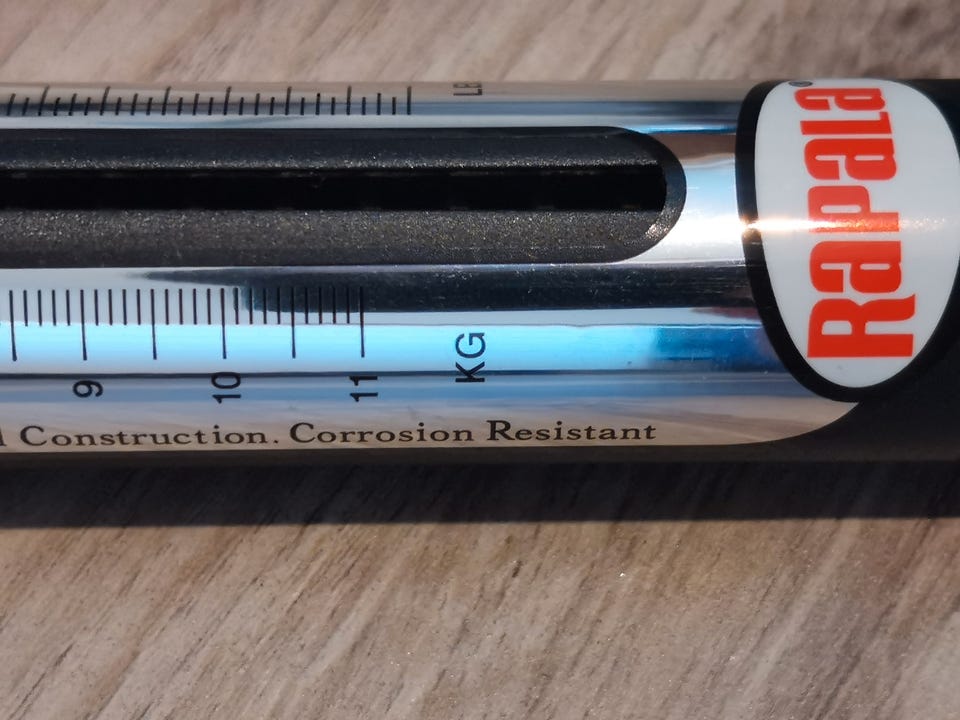 Rapala®
9 10 11 KG
Construction. Corrosion Resistant